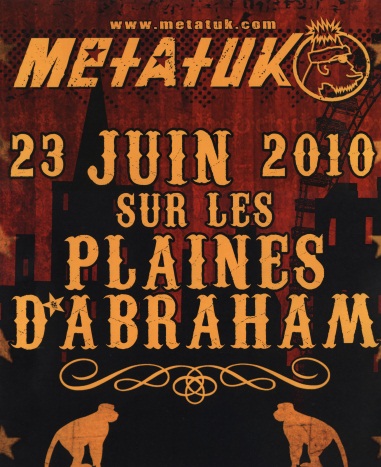 www.metatuk.com
MEtAtUK
23 JUIN 2010
SUR LES
PLAINES
D'ABRAHAM